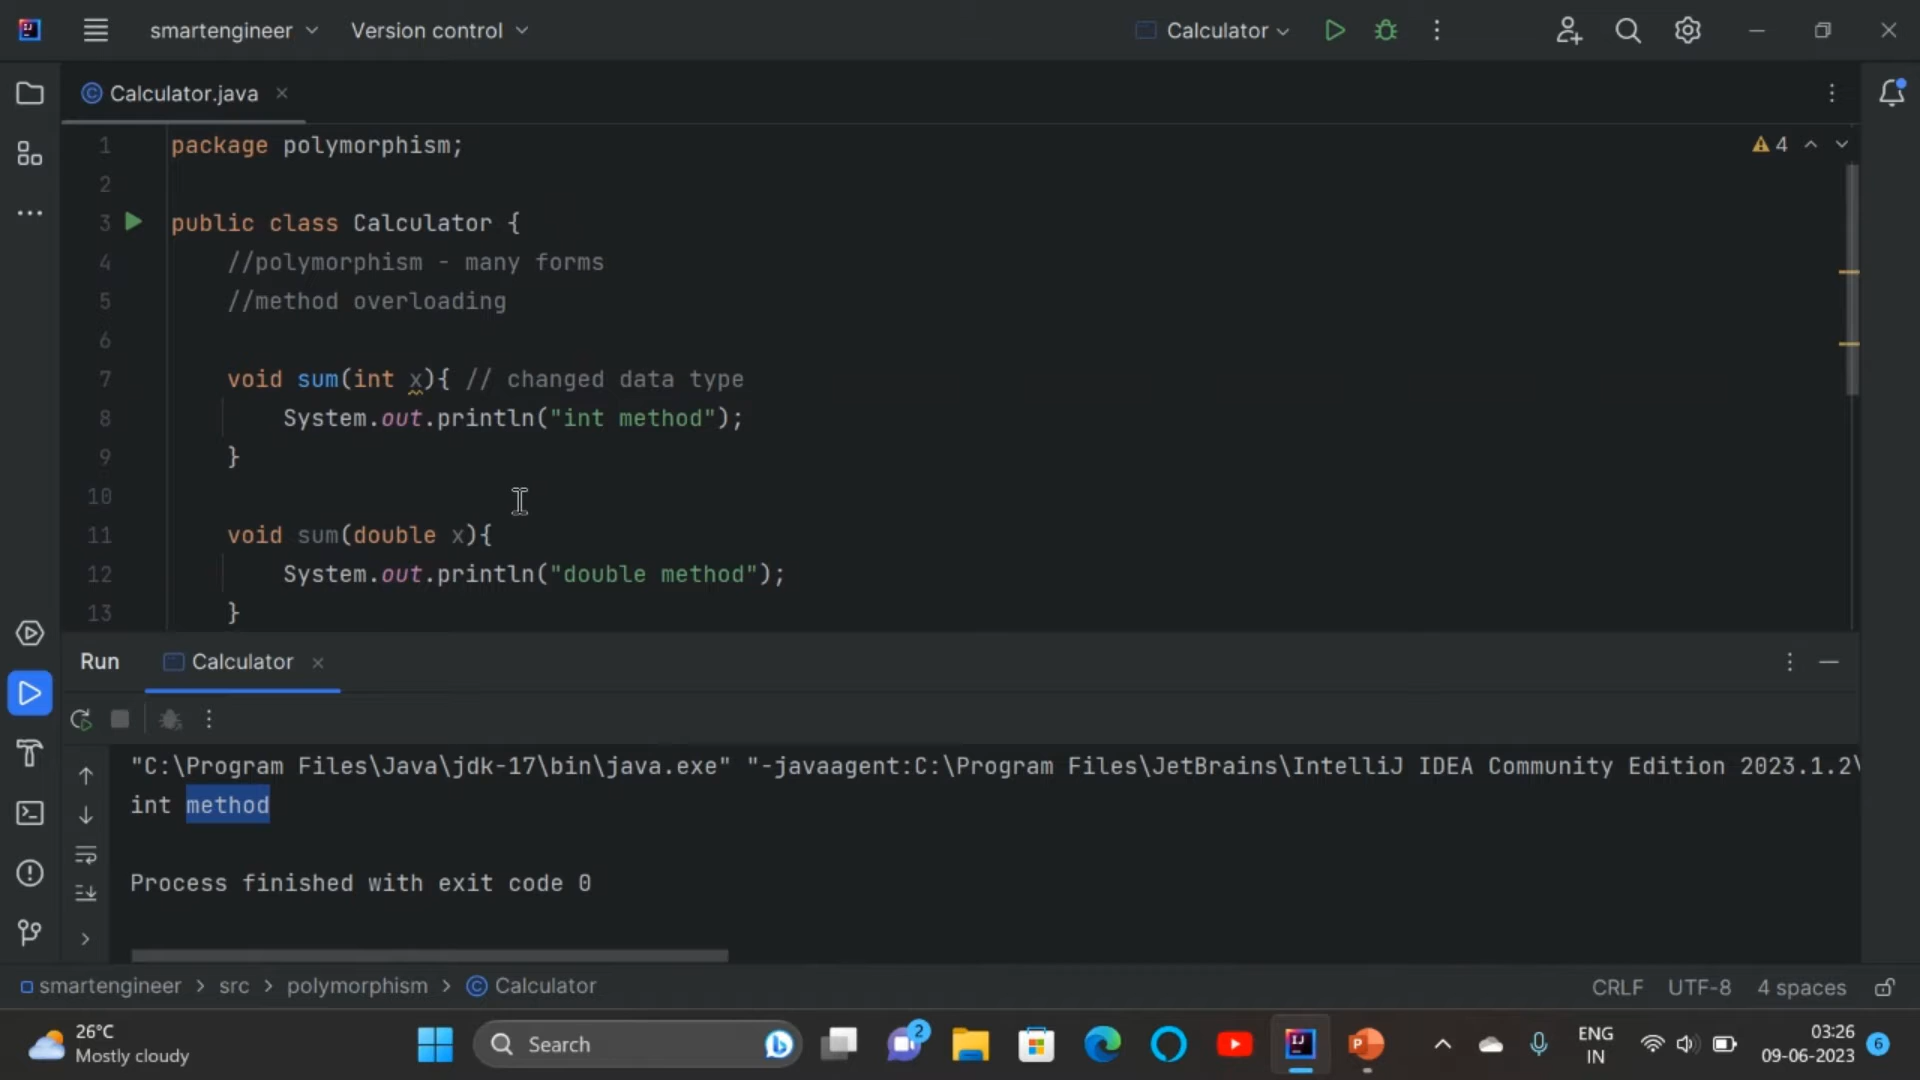 smartengineer Version control Calculator
Calculator.java
1 package polymorphism; 4
2
3 public class Calculator {
4 //polymorphism - many forms
5 //method overloading
6
7 void sum(int x){ // changed data type
8 System.out.println("int method");
9 }
10
11 void sum(double x){
12 System.out.println("double method");
13 }
Run Calculator
"C:\Program Files\Java\jdk-17\bin\java.exe" "-javaagent:C:\Program Files\JetBrains\IntelliJ IDEA Community Edition 2023.1.2\
int method
Process finished with exit code 0
smartengineer > src > polymorphism > Calculator CRLF UTF-8 4 spaces
26°C
Mostly cloudy
Search
2
ENG
IN
03:26
09-06-2023
6